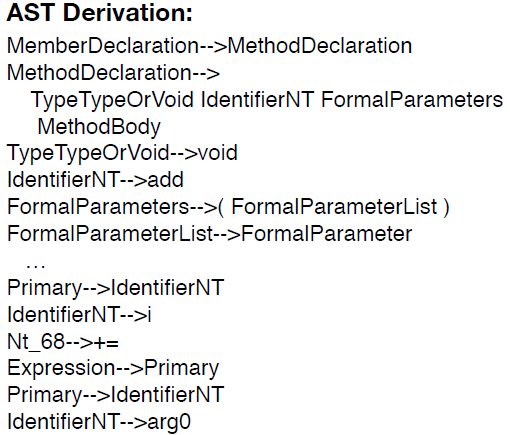 AST Derivation:
MemberDeclaration-->MethodDeclaration
MethodDeclaration-->
TypeTypeOrVoid IdentifierNT FormalParameters
MethodBody
TypeTypeOrVoid-->void
IdentifierNT-->add
FormalParameters-->( FormalParameterList )
FormalParameterList-->FormalParameter
…
Primary-->IdentifierNT
IdentifierNT-->i
Nt_68-->+=
Expression-->Primary
Primary-->IdentifierNT
IdentifierNT-->arg0